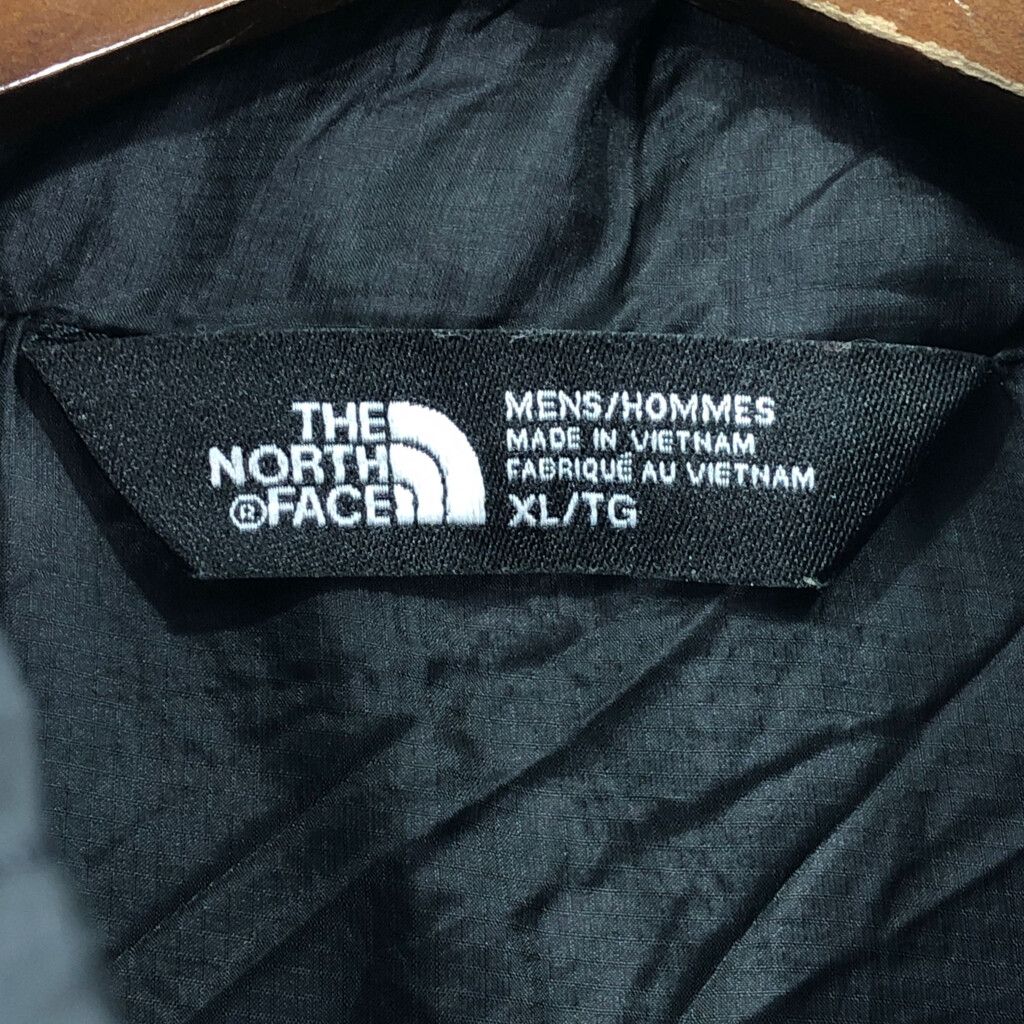 THE
NORTH
®FACE
MENS/HOMMES
MADE IN VIETNAM
FABRIQUÉ AU VIETNAM
XL/TG